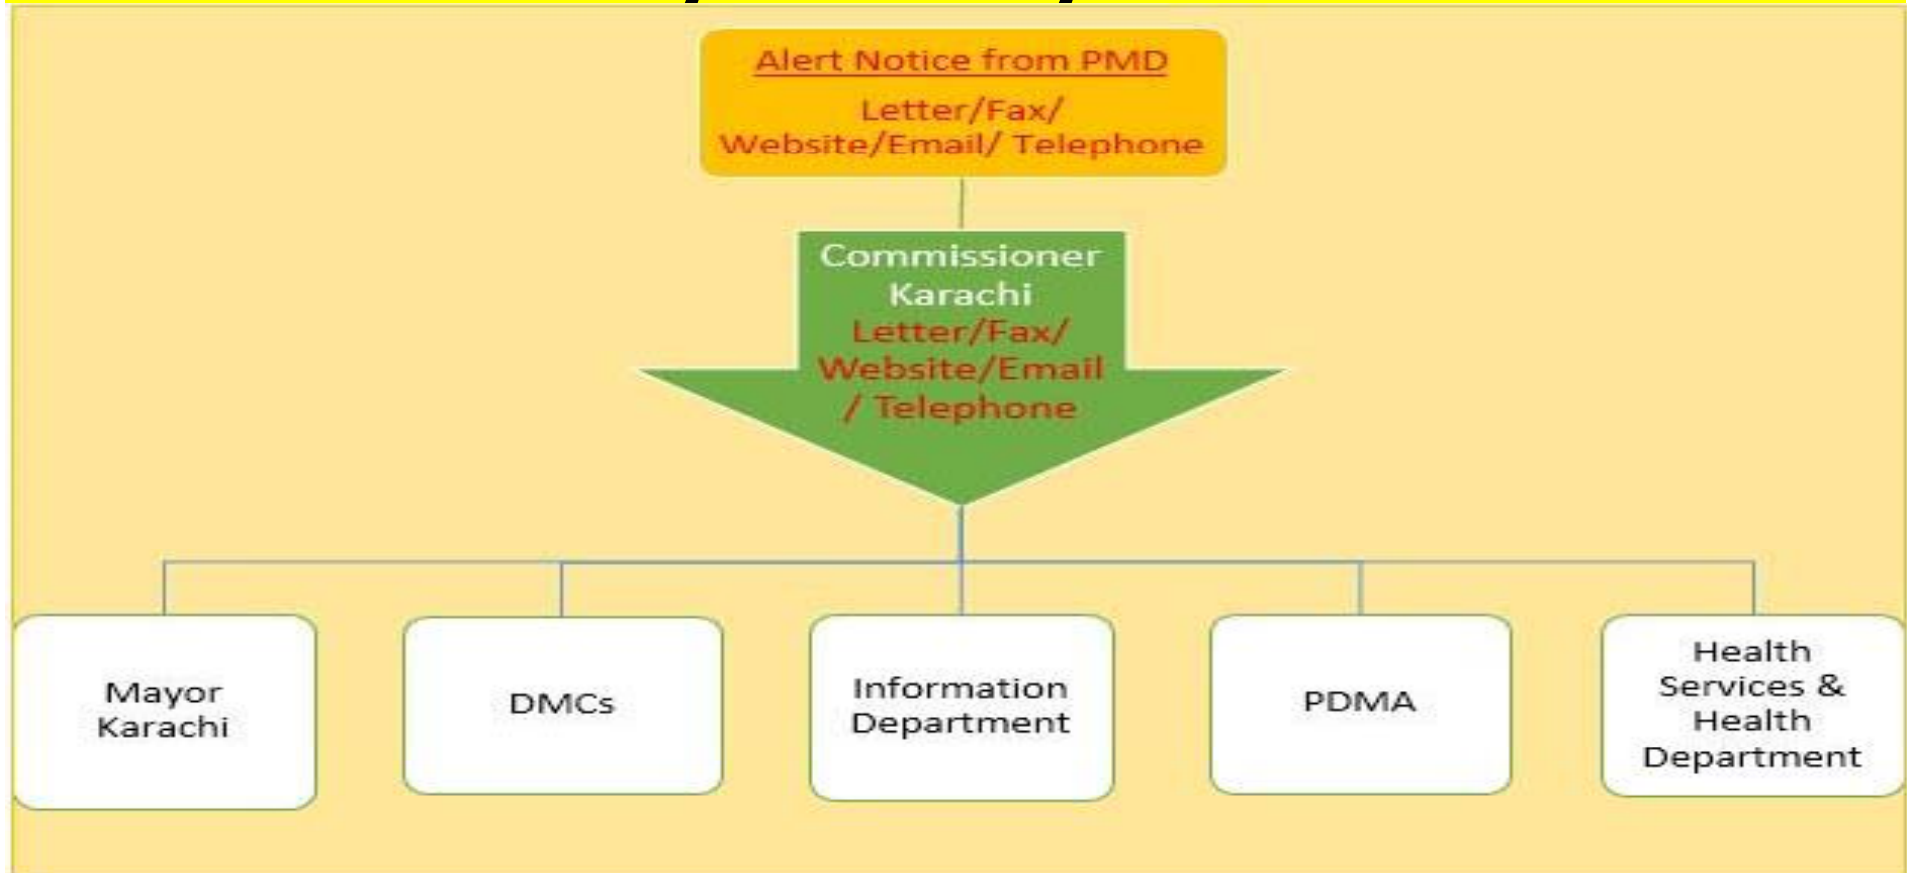 Alert Notice from PMD
Letter/Fax/
Website/Email/ Telephone
Commissioner
Karachi
Letter/Fax/
Website/Email
/ Telephone
Mayor
Karachi
DMCs
Information
Department
PDMA
Health
Services &
Health
Department